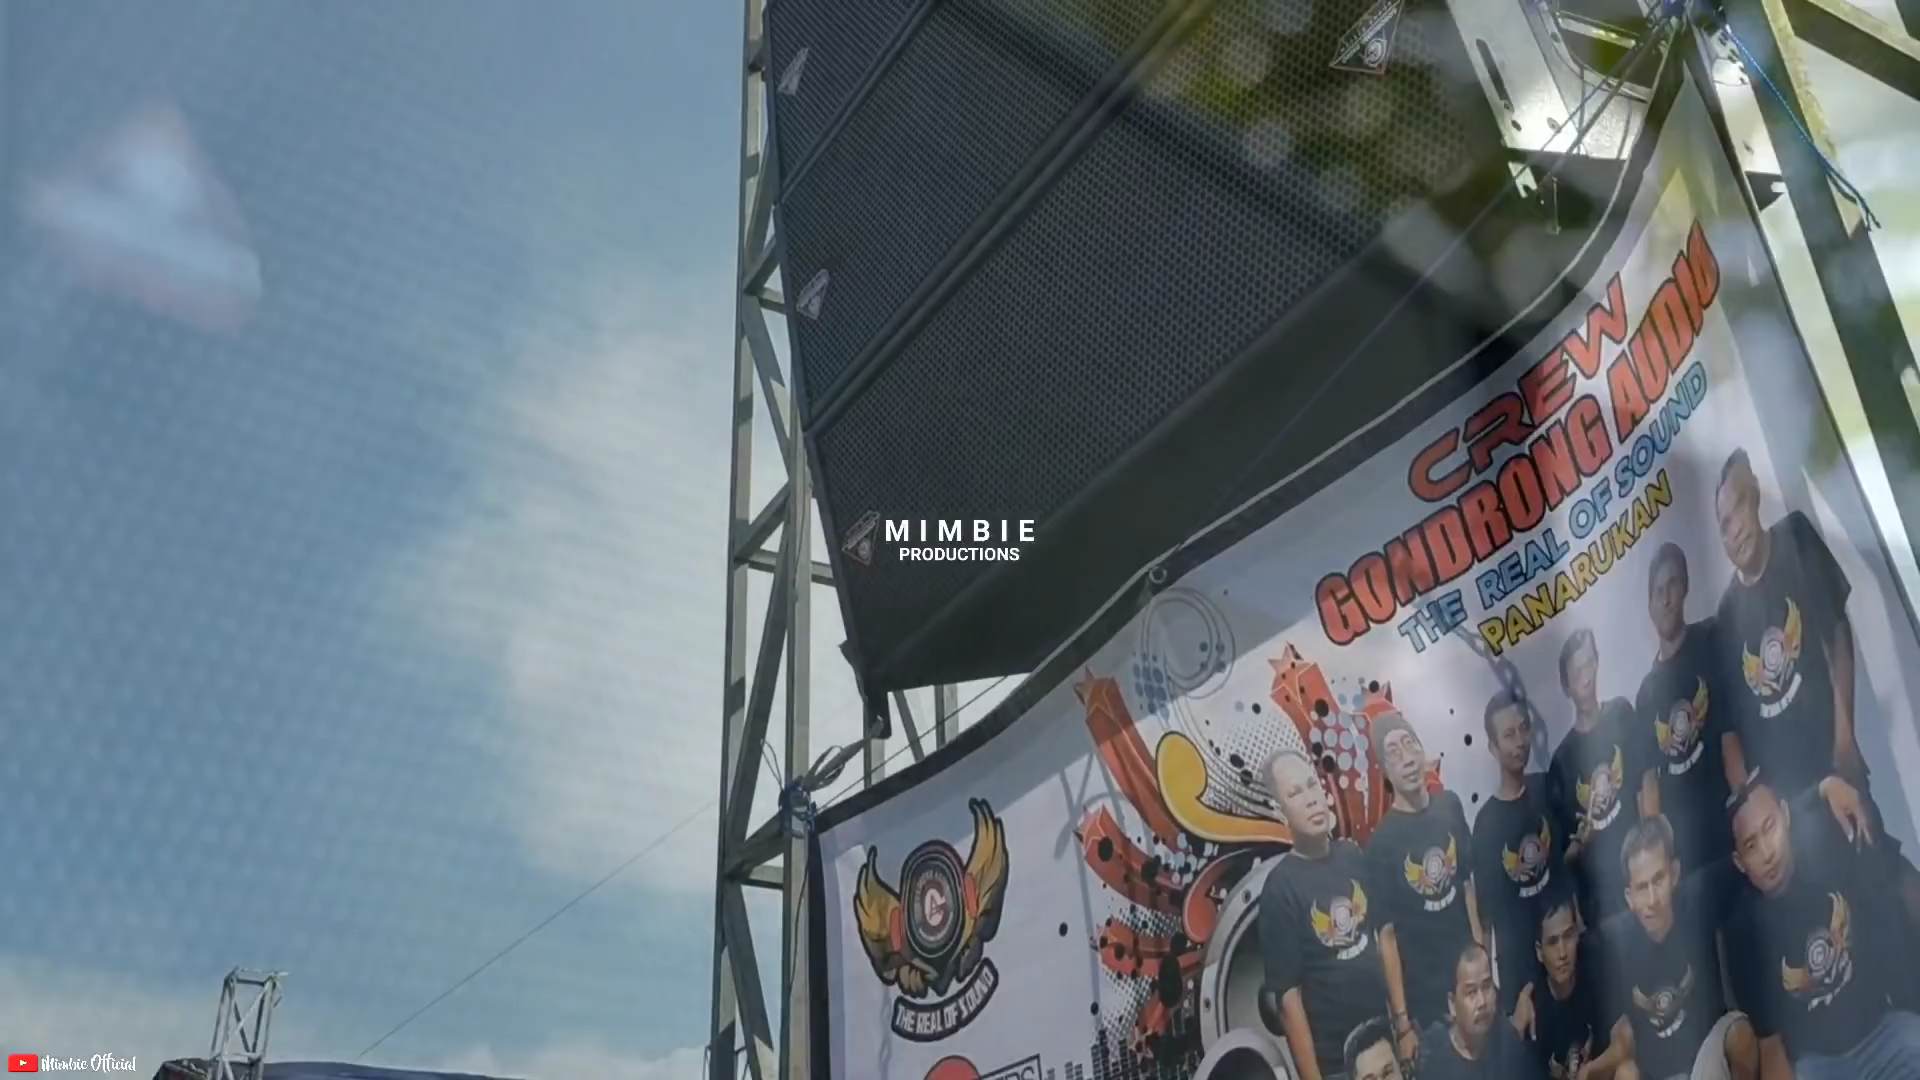 MIMBIE
PRODUCTIONS
CREW
GONDRONG AUDIO
THE REAL OF SOUND
PANARUKAN
THE REAL OF SOUND
Mimbie Official